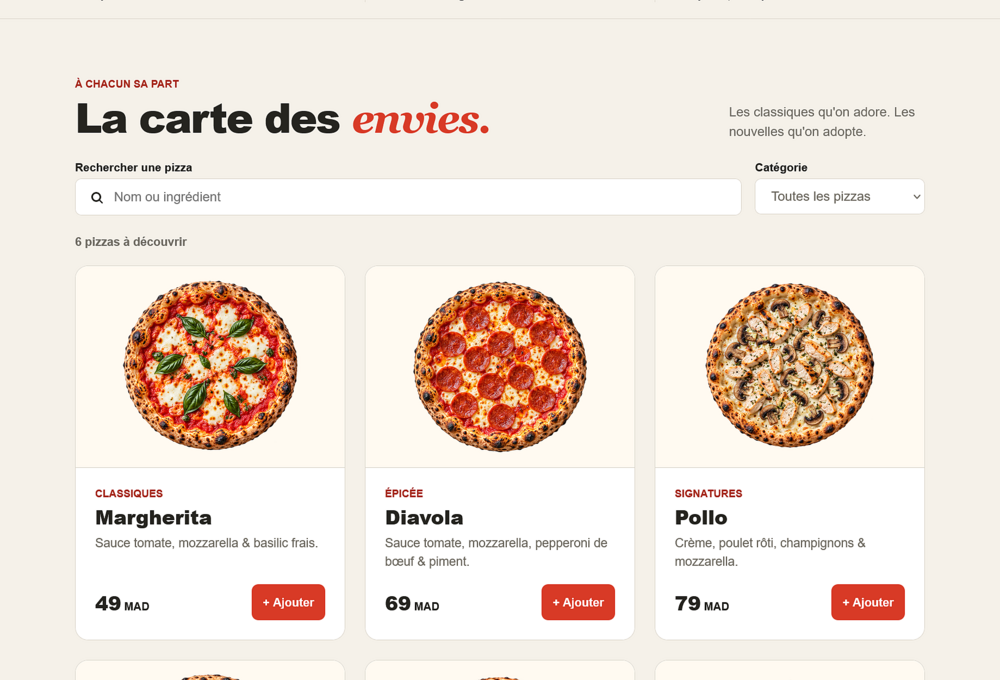 À CHACUN SA PART
La carte des envies.
Les classiques qu'on adore. Les
nouvelles qu'on adopte.
Rechercher une pizza
Nom ou ingrédient
Catégorie
Toutes les pizzas
6 pizzas à découvrir
CLASSIQUES
Margherita
Sauce tomate, mozzarella & basilic frais.
49 MAD
+ Ajouter
ÉPICÉE
Diavola
Sauce tomate, mozzarella, pepperoni de
bœuf & piment.
69 MAD
+ Ajouter
SIGNATURES
Pollo
Crème, poulet rôti, champignons &
mozzarella.
79 MAD
+ Ajouter